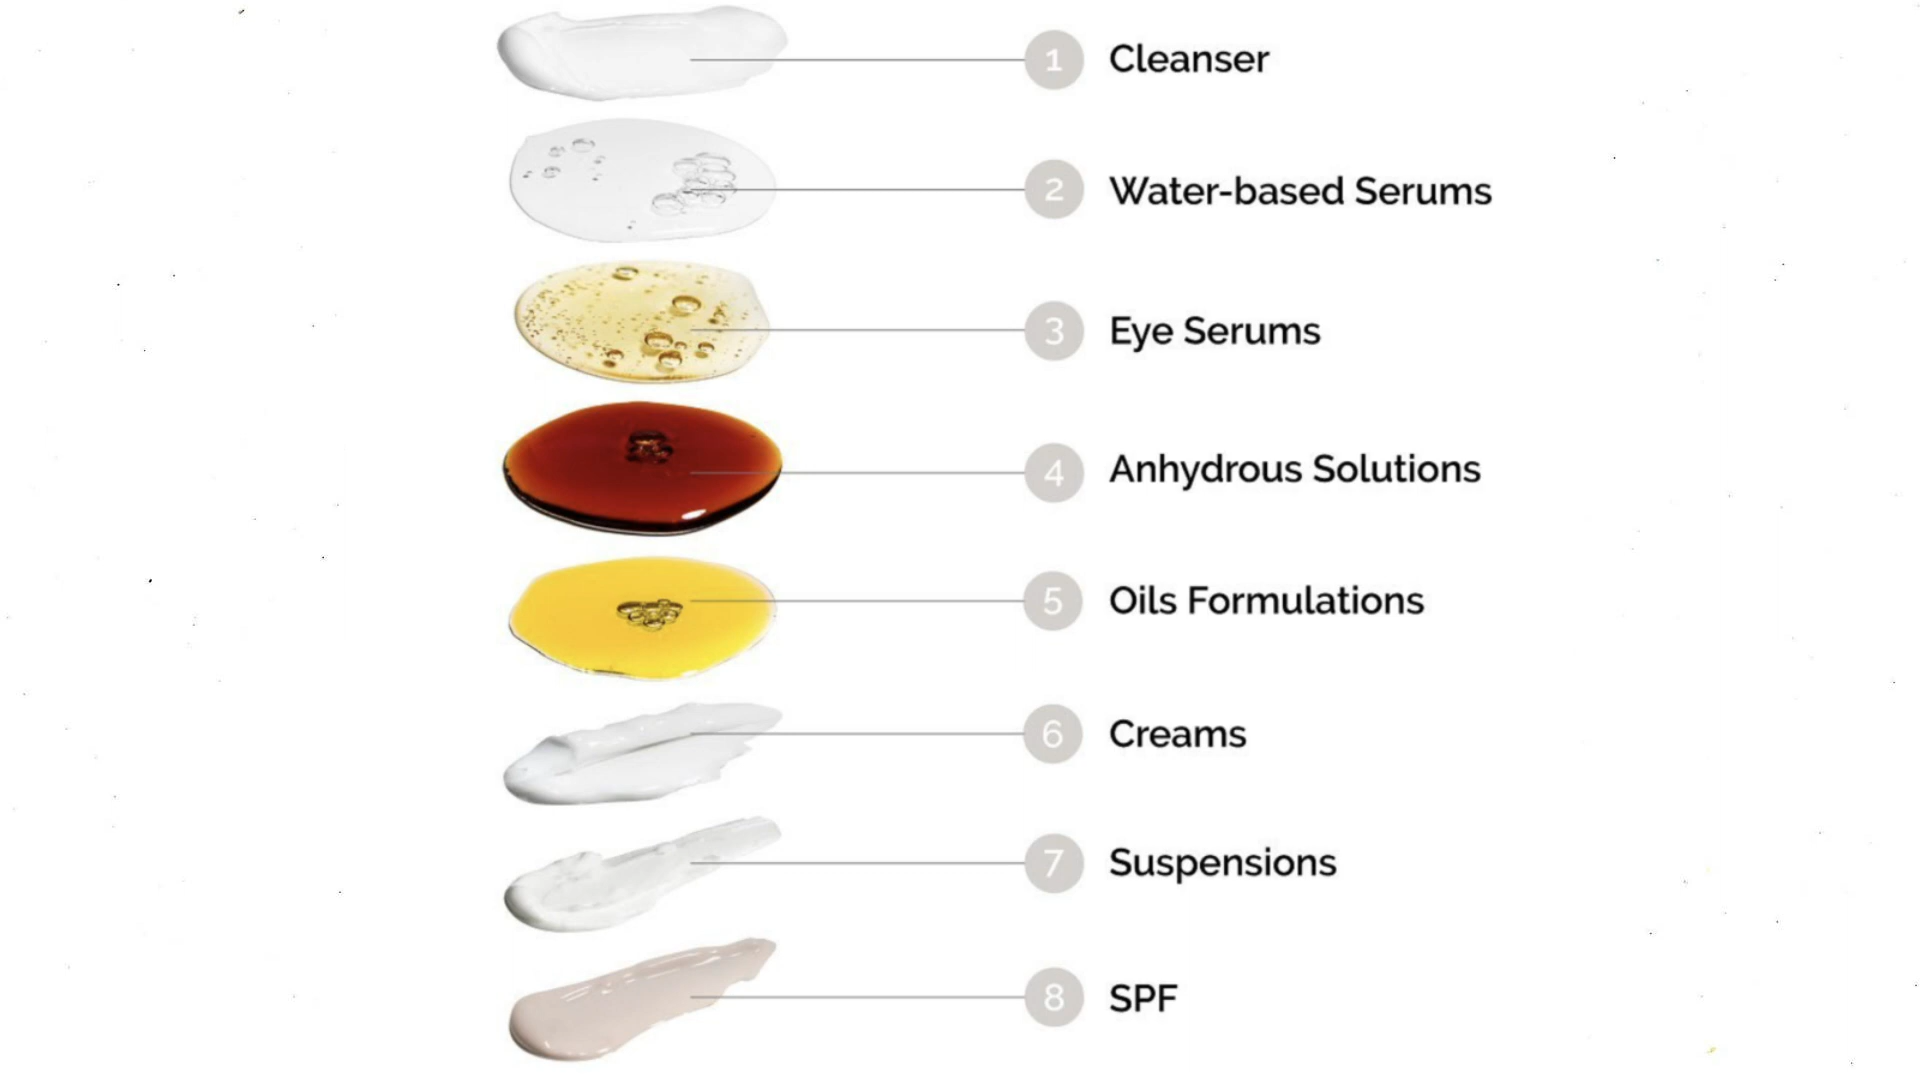 1 Cleanser
2 Water-based Serums
3 Eye Serums
4 Anhydrous Solutions
5 Oils Formulations
6 Creams
7 Suspensions
8 SPF